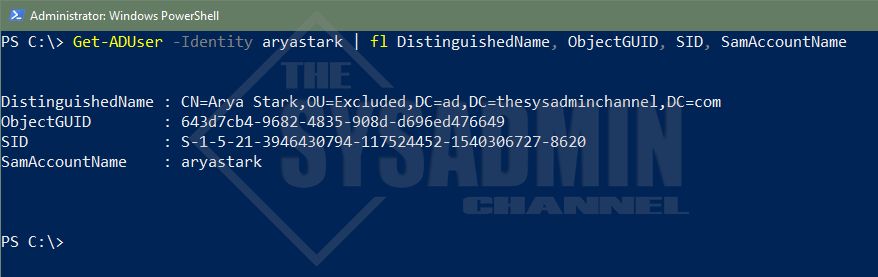 Administrator: Windows PowerShell
PS C:\> Get-ADUser -Identity aryastark | fl DistinguishedName, ObjectGUID, SID, SamAccountName
DistinguishedName : CN=Arya Stark,OU=Excluded,DC=ad,DC=thesysadminchannel,DC=com
ObjectGUID : 643d7cb4-9682-4835-908d-d696ed476649
SID : S-1-5-21-3946430794-117524452-1540306727-8620
SamAccountName : aryastark
PS C:\>
THE
SYSADMIN
CHANNEL